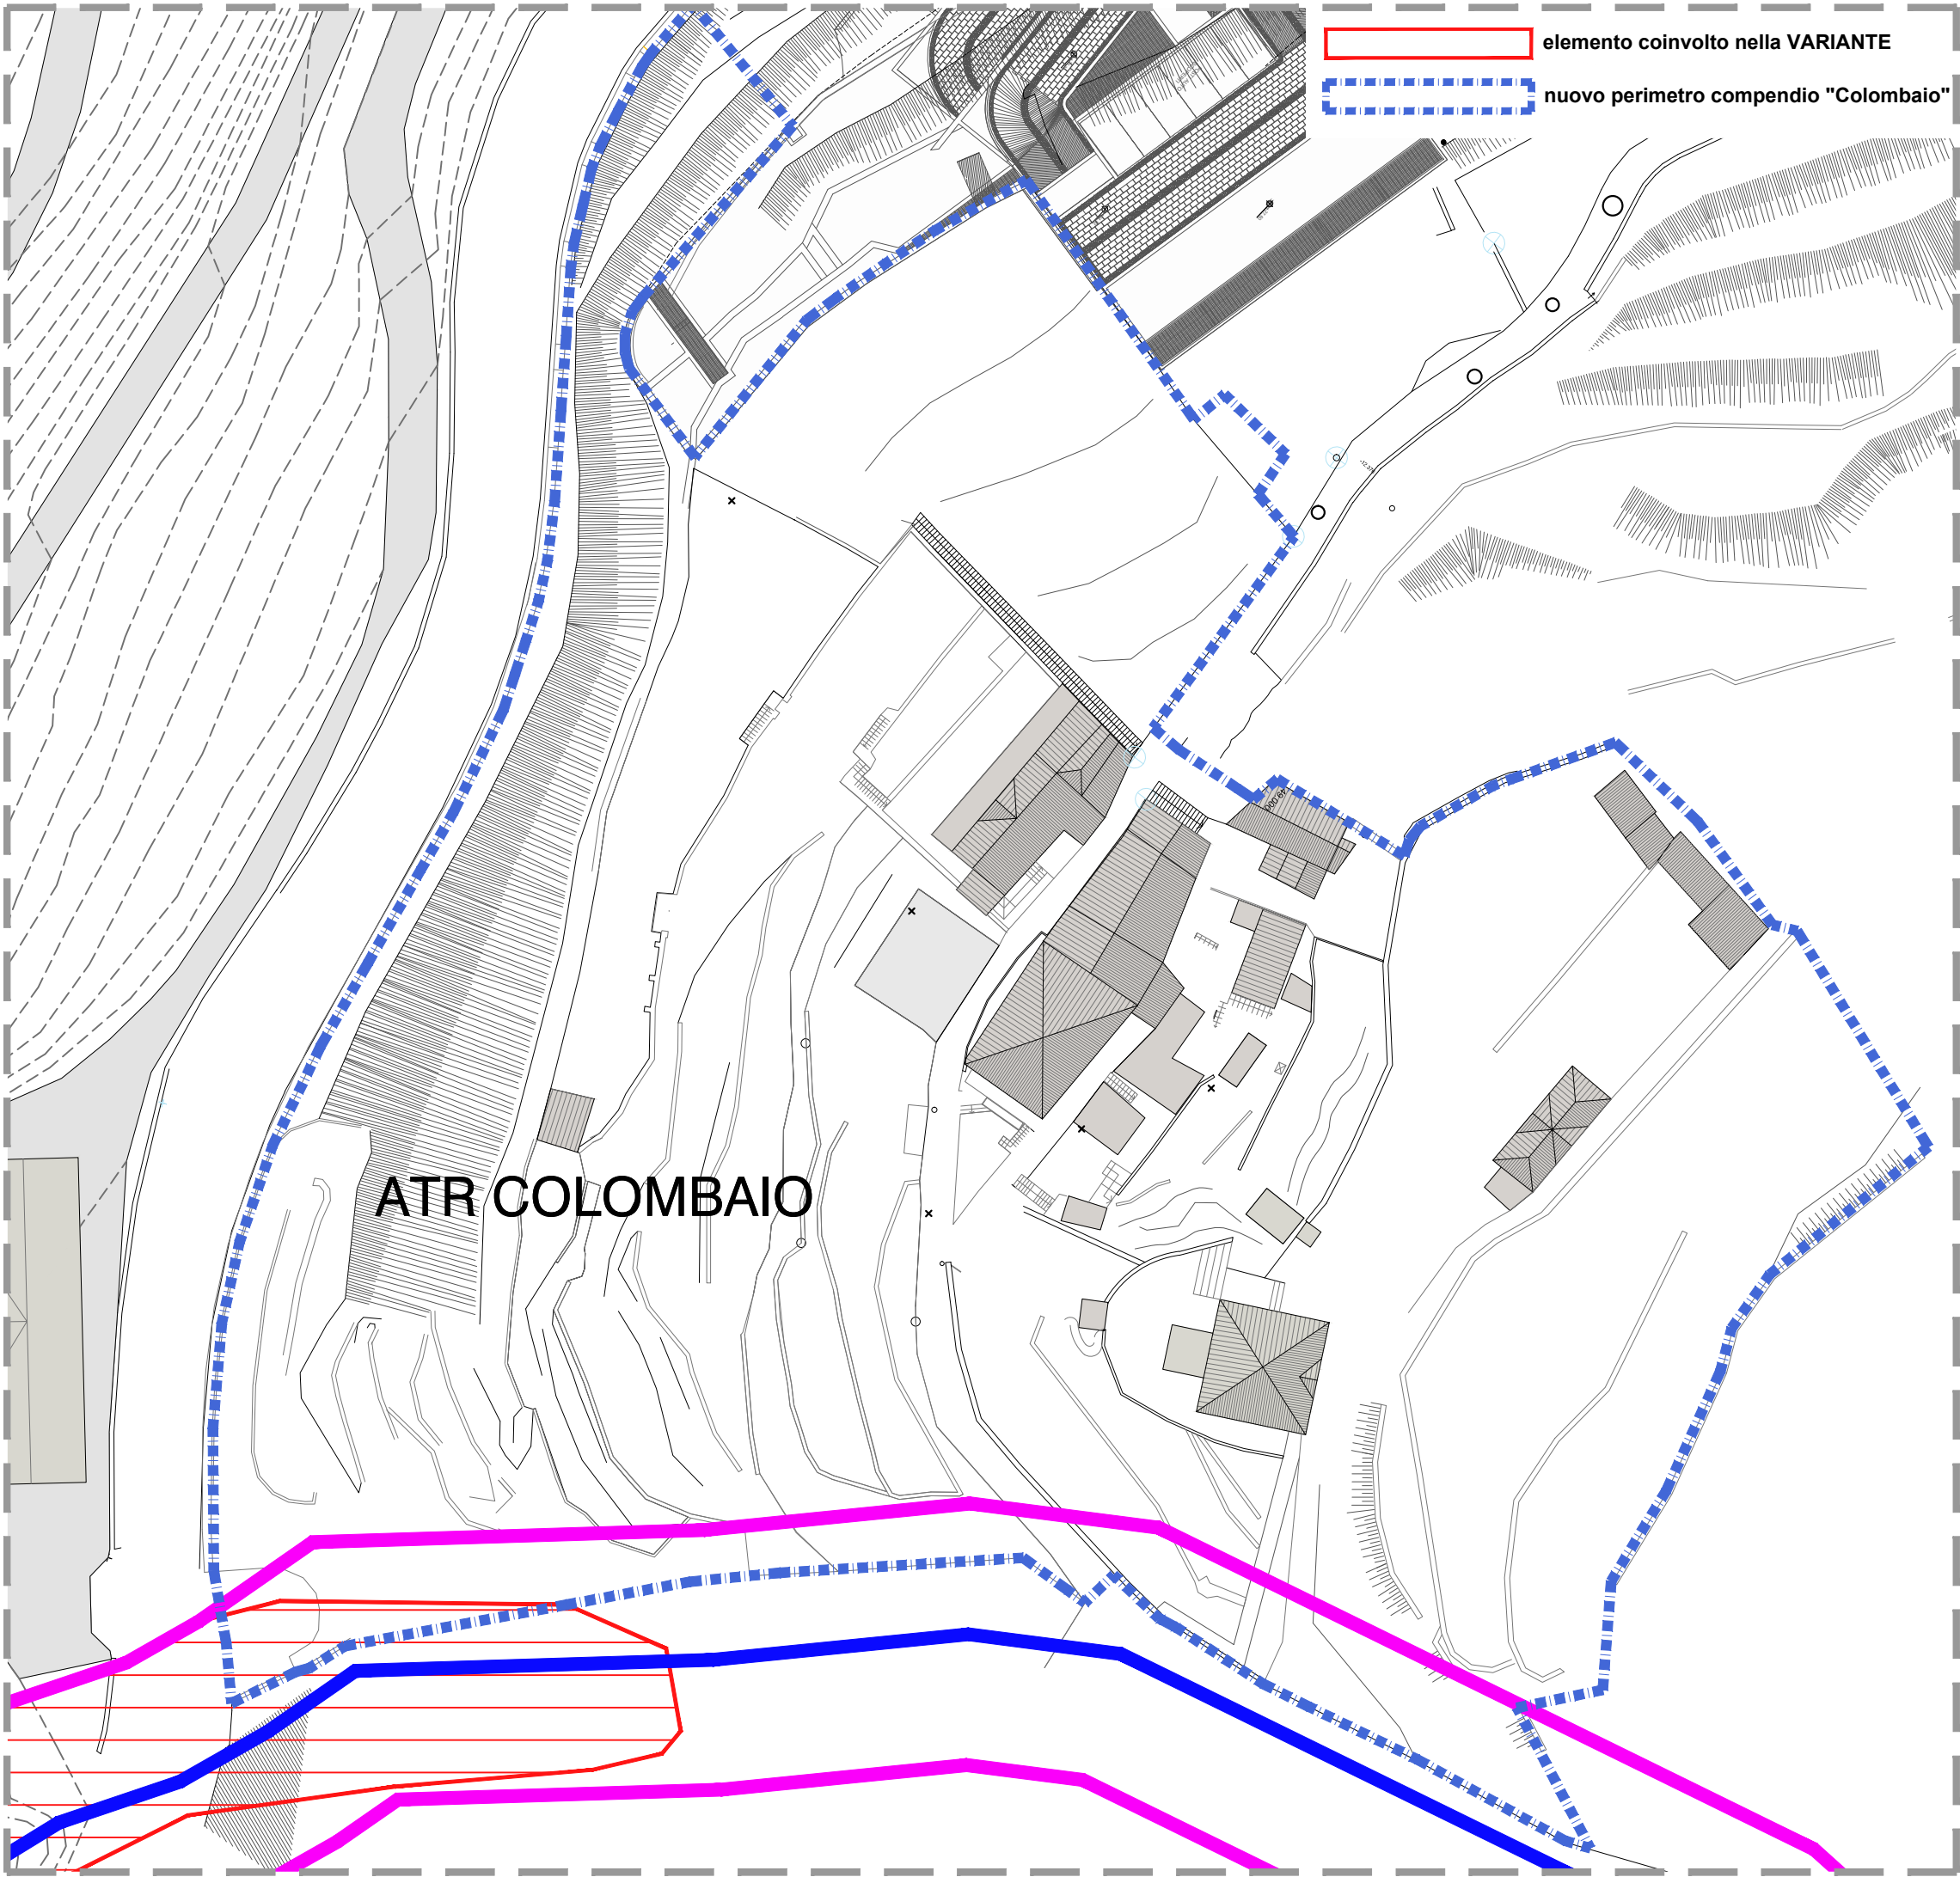 elemento coinvolto nella VARIANTE
nuovo perimetro compendio "Colombaio"
ATR COLOMBAIO